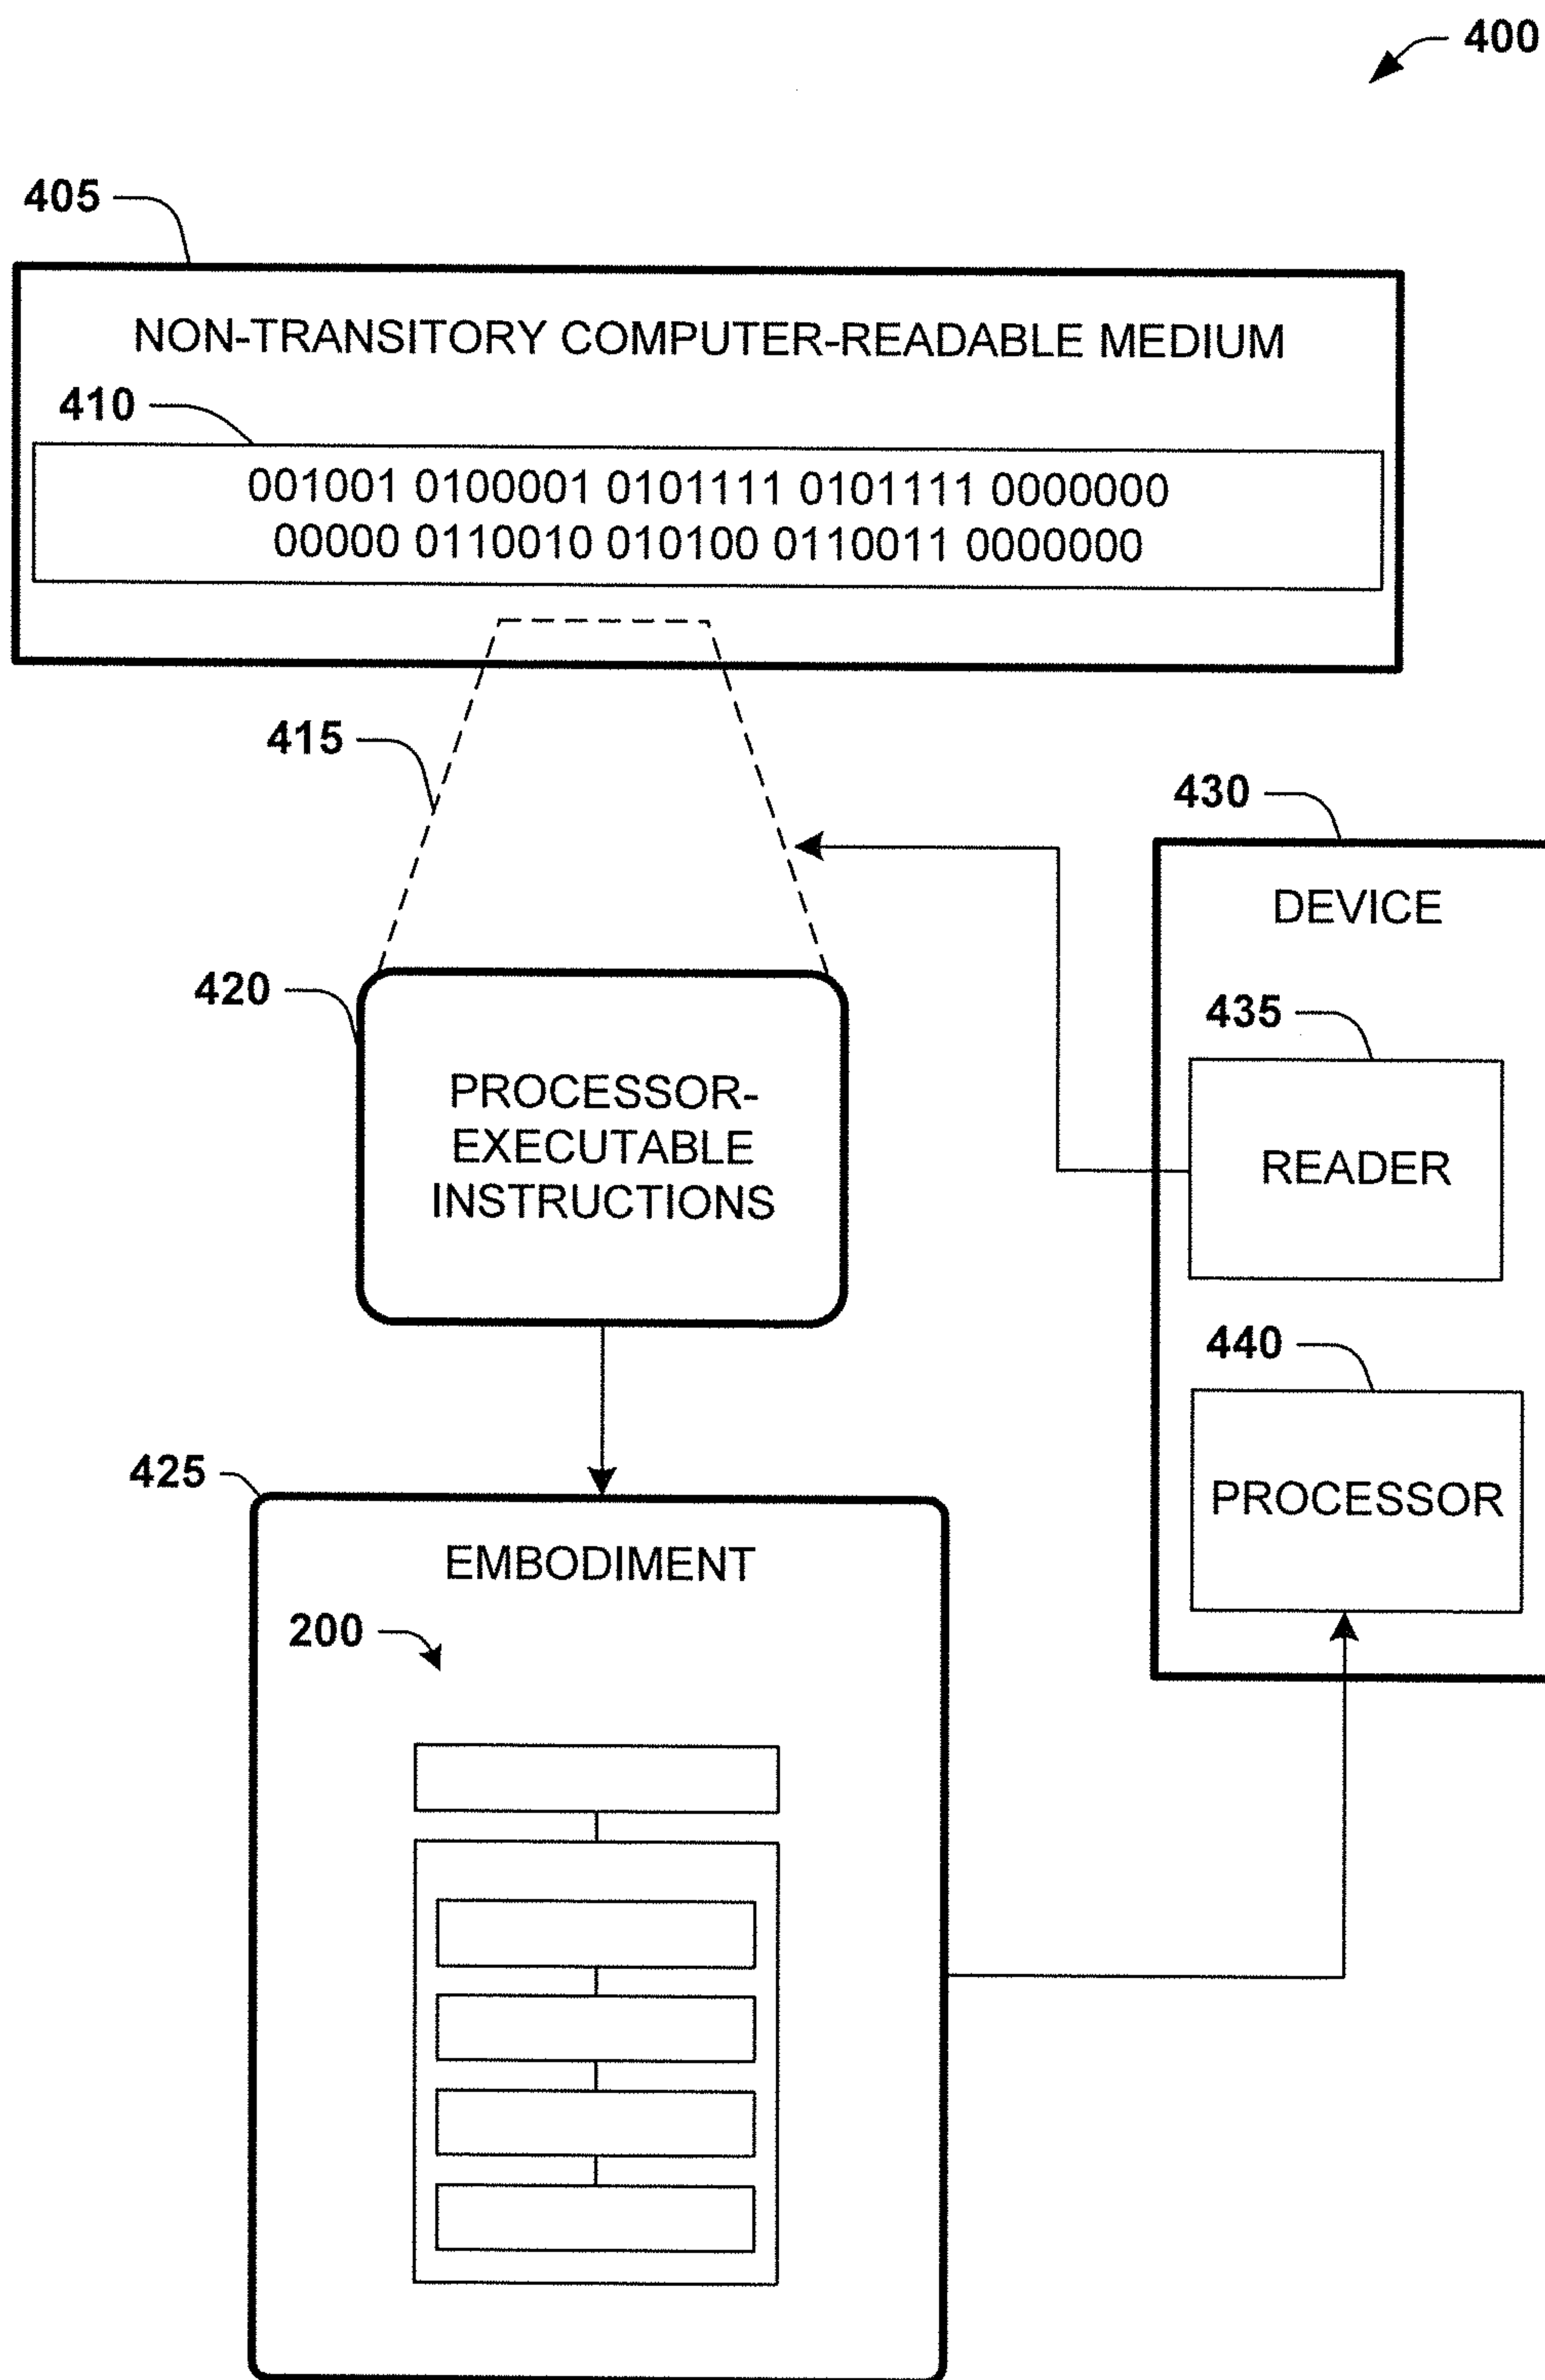 400
405
NON-TRANSITORY COMPUTER-READABLE MEDIUM
410
001001 0100001 0101111 0101111 0000000
00000 0110010 010100 0110011 0000000
415
430
DEVICE
420
435
PROCESSOR-
EXECUTABLE
INSTRUCTIONS
READER
440
425
PROCESSOR
EMBODIMENT
200